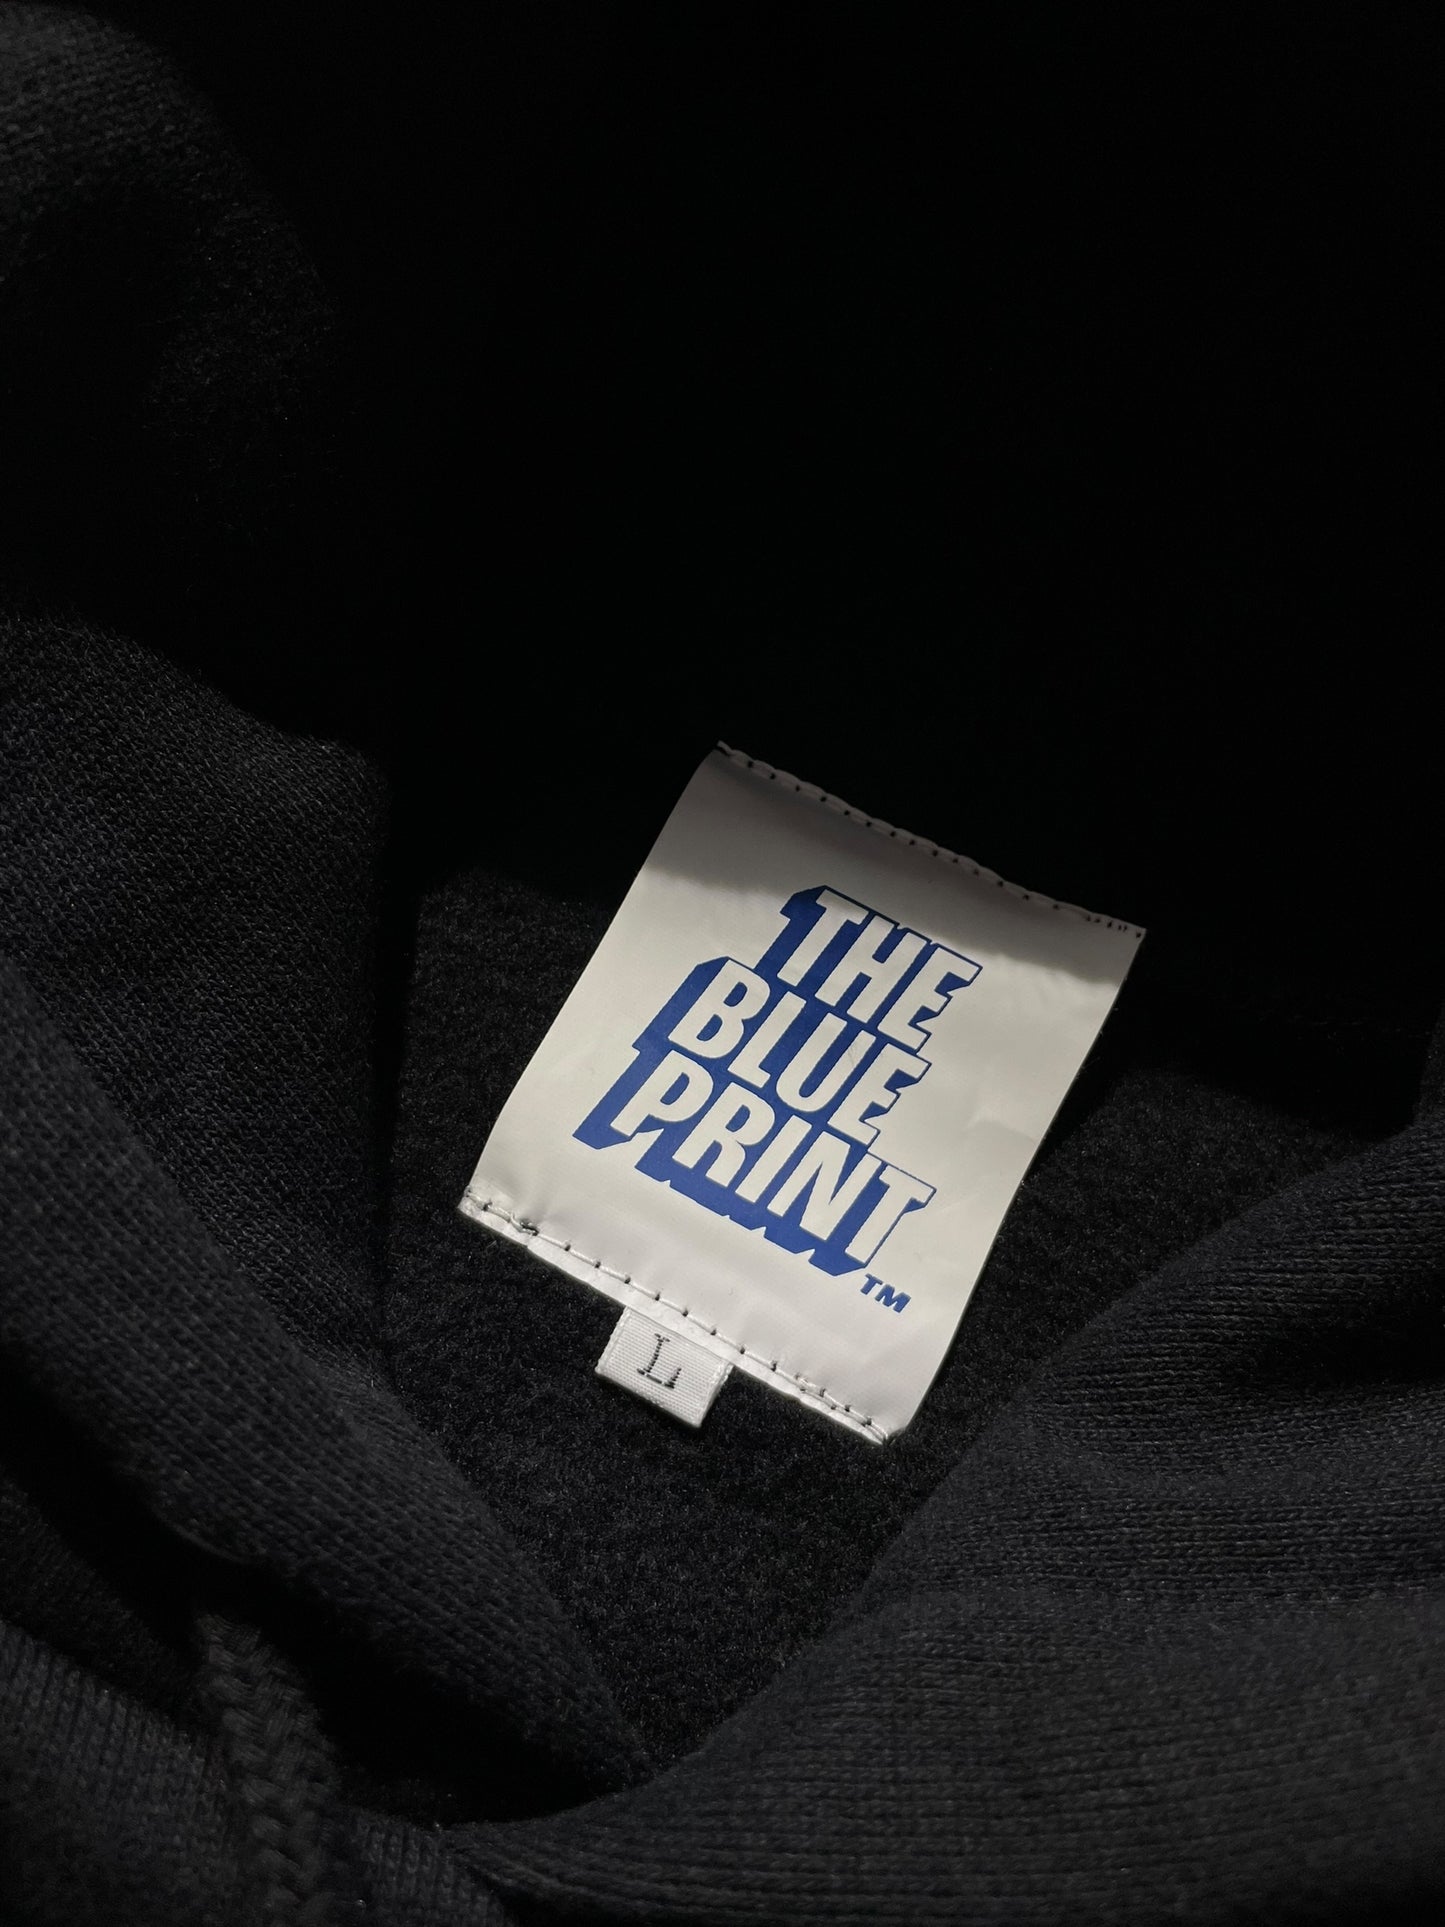 THE
BLUE
PRINT
TM
L